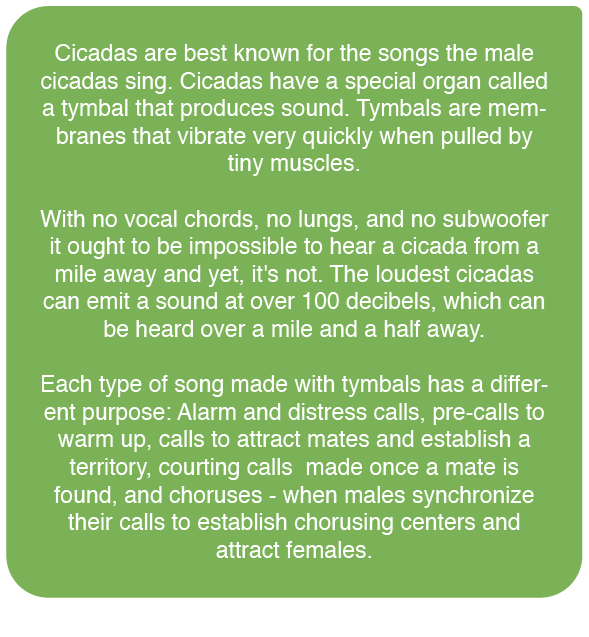 Cicadas are best known for the songs the male
cicadas sing. Cicadas have a special organ called
a tymbal that produces sound. Tymbals are mem-
branes that vibrate very quickly when pulled by
tiny muscles.

With no vocal chords, no lungs, and no subwoofer
it ought to be impossible to hear a cicada from a
mile away and yet, it's not. The loudest cicadas
can emit a sound at over 100 decibels, which can
be heard over a mile and a half away.

Each type of song made with tymbals has a differ-
ent purpose: Alarm and distress calls, pre-calls to
warm up, calls to attract mates and establish a
territory, courting calls  made once a mate is
found, and choruses - when males synchronize
their calls to establish chorusing centers and
attract females.